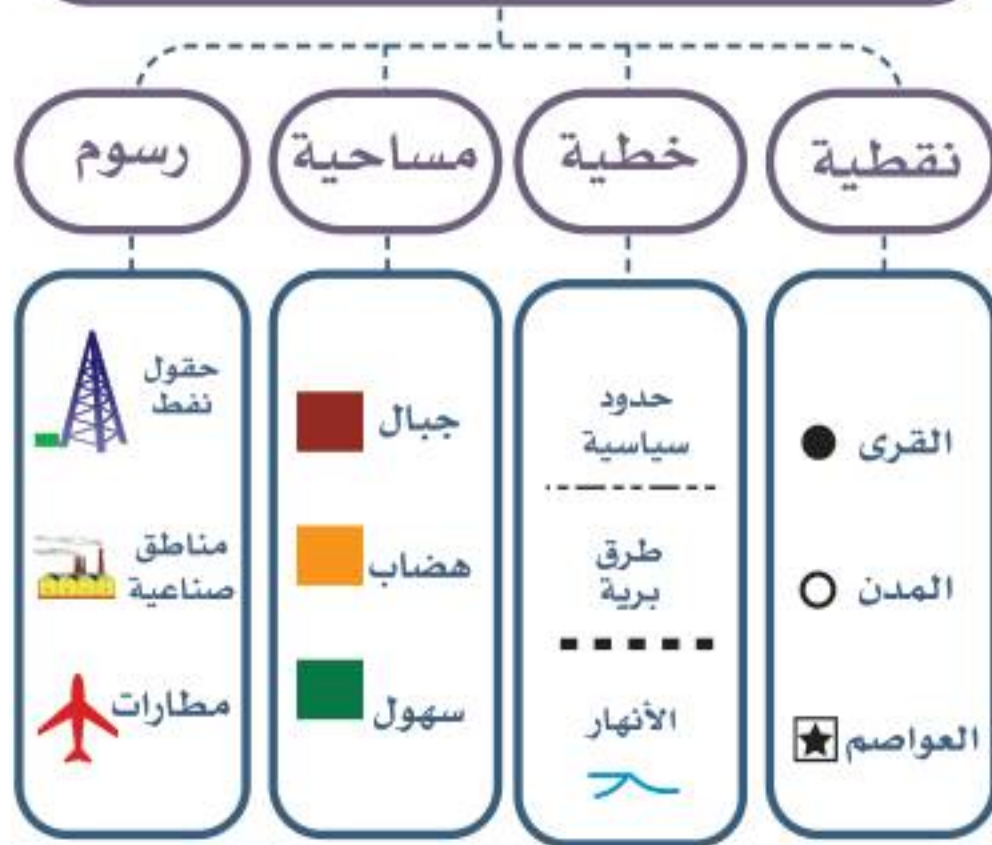 نقطية
خطية
مساحية
رسوم
القرى
المدن
العواصم
حدود
سياسية
طرق
برية
الأنهار
جبال
هضاب
سهول
حقول
نفط
مناطق
صناعية
مطارات